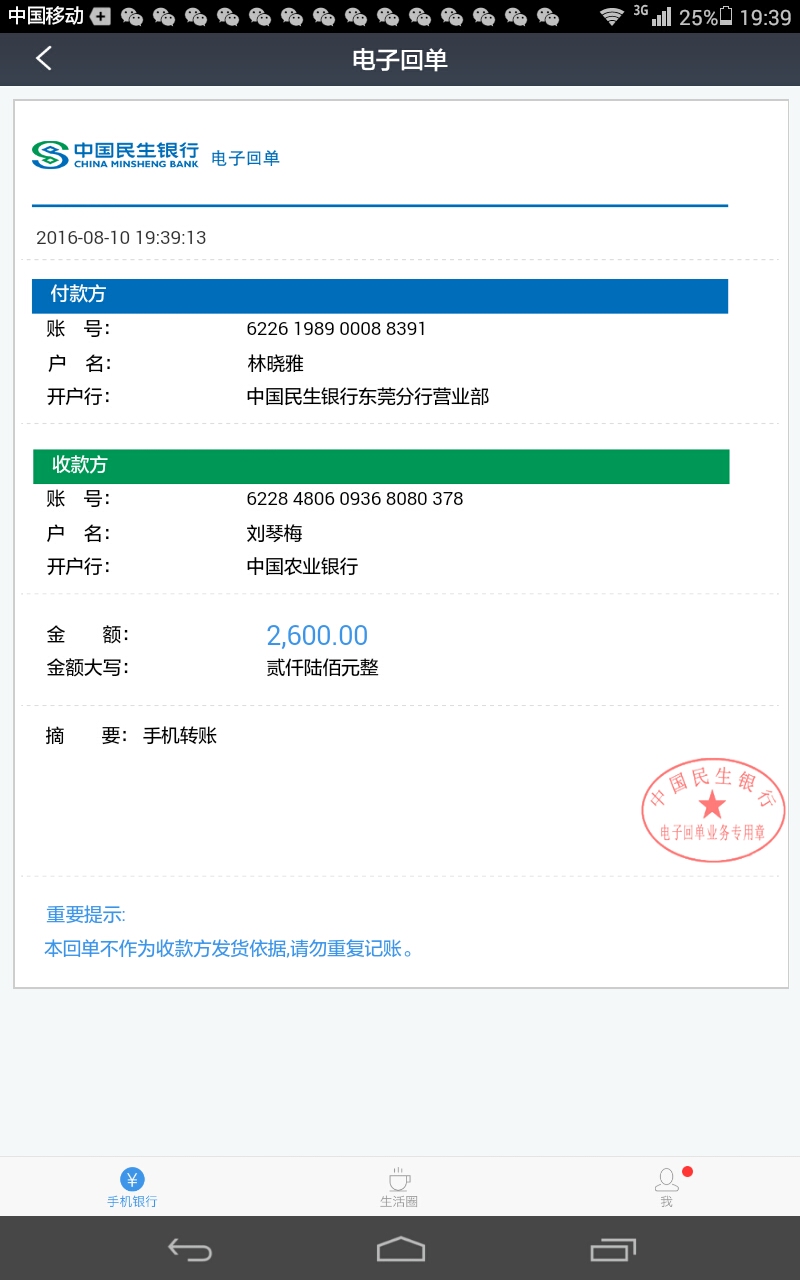 中国移动 3G 25% 19:39
电子回单
中国民生银行 电子回单
CHINA MINSHENG BANK
2016-08-10 19:39:13
付款方
账 号: 6226 1989 0008 8391
户 名: 林晓雅
开户行: 中国民生银行东莞分行营业部
收款方
账 号: 6228 4806 0936 8080 378
户 名: 刘琴梅
开户行: 中国农业银行
金 额: 2,600.00
金额大写: 贰仟陆佰元整
摘 要: 手机转账
中国民生银行
电子回单业务专用章
重要提示:
本回单不作为收款方发货依据,请勿重复记账。
手机银行 生活圈 我